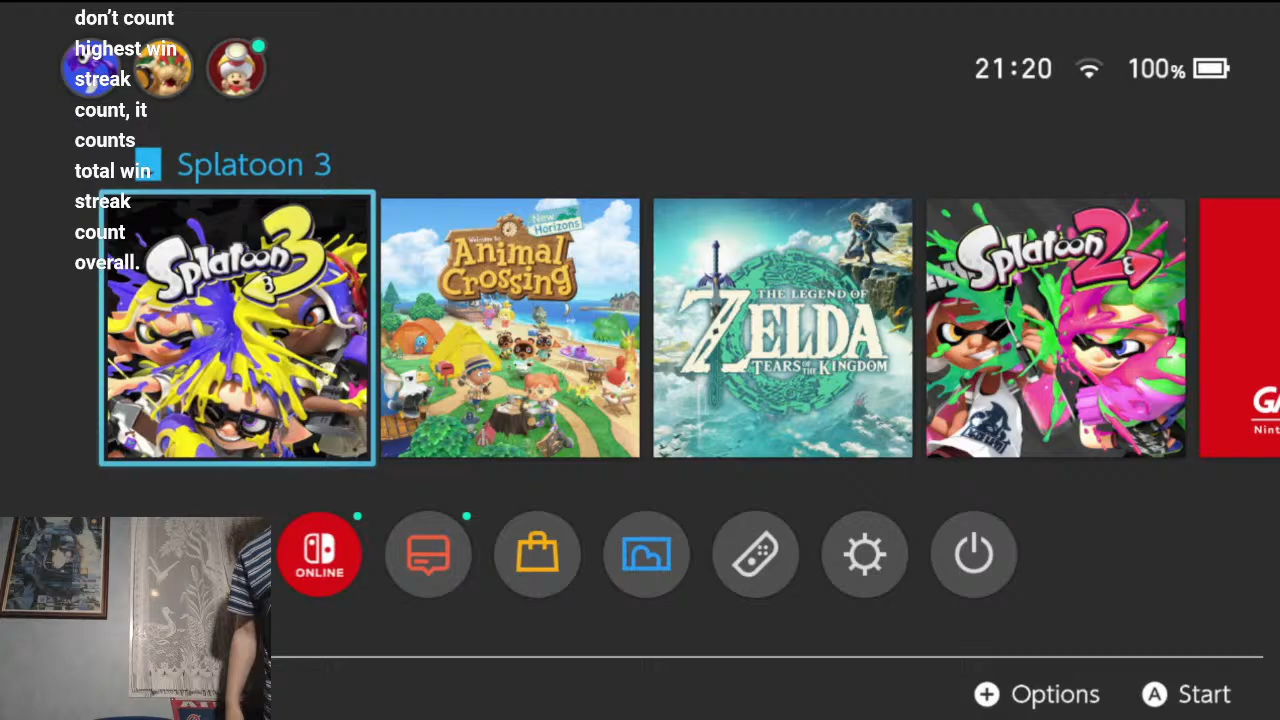 don't count
highest win
streak
count, it
counts
total win
streak
count
overall.
21:20
100%
Splatoon 3
Splatoon 3
Welcome to
Animal
Crossing
New
Horizons
THE LEGEND OF
ZELDA
TEARS OF THE KINGDOM
Splatoon 2
GA
Nint
ONLINE
+ Options
A Start